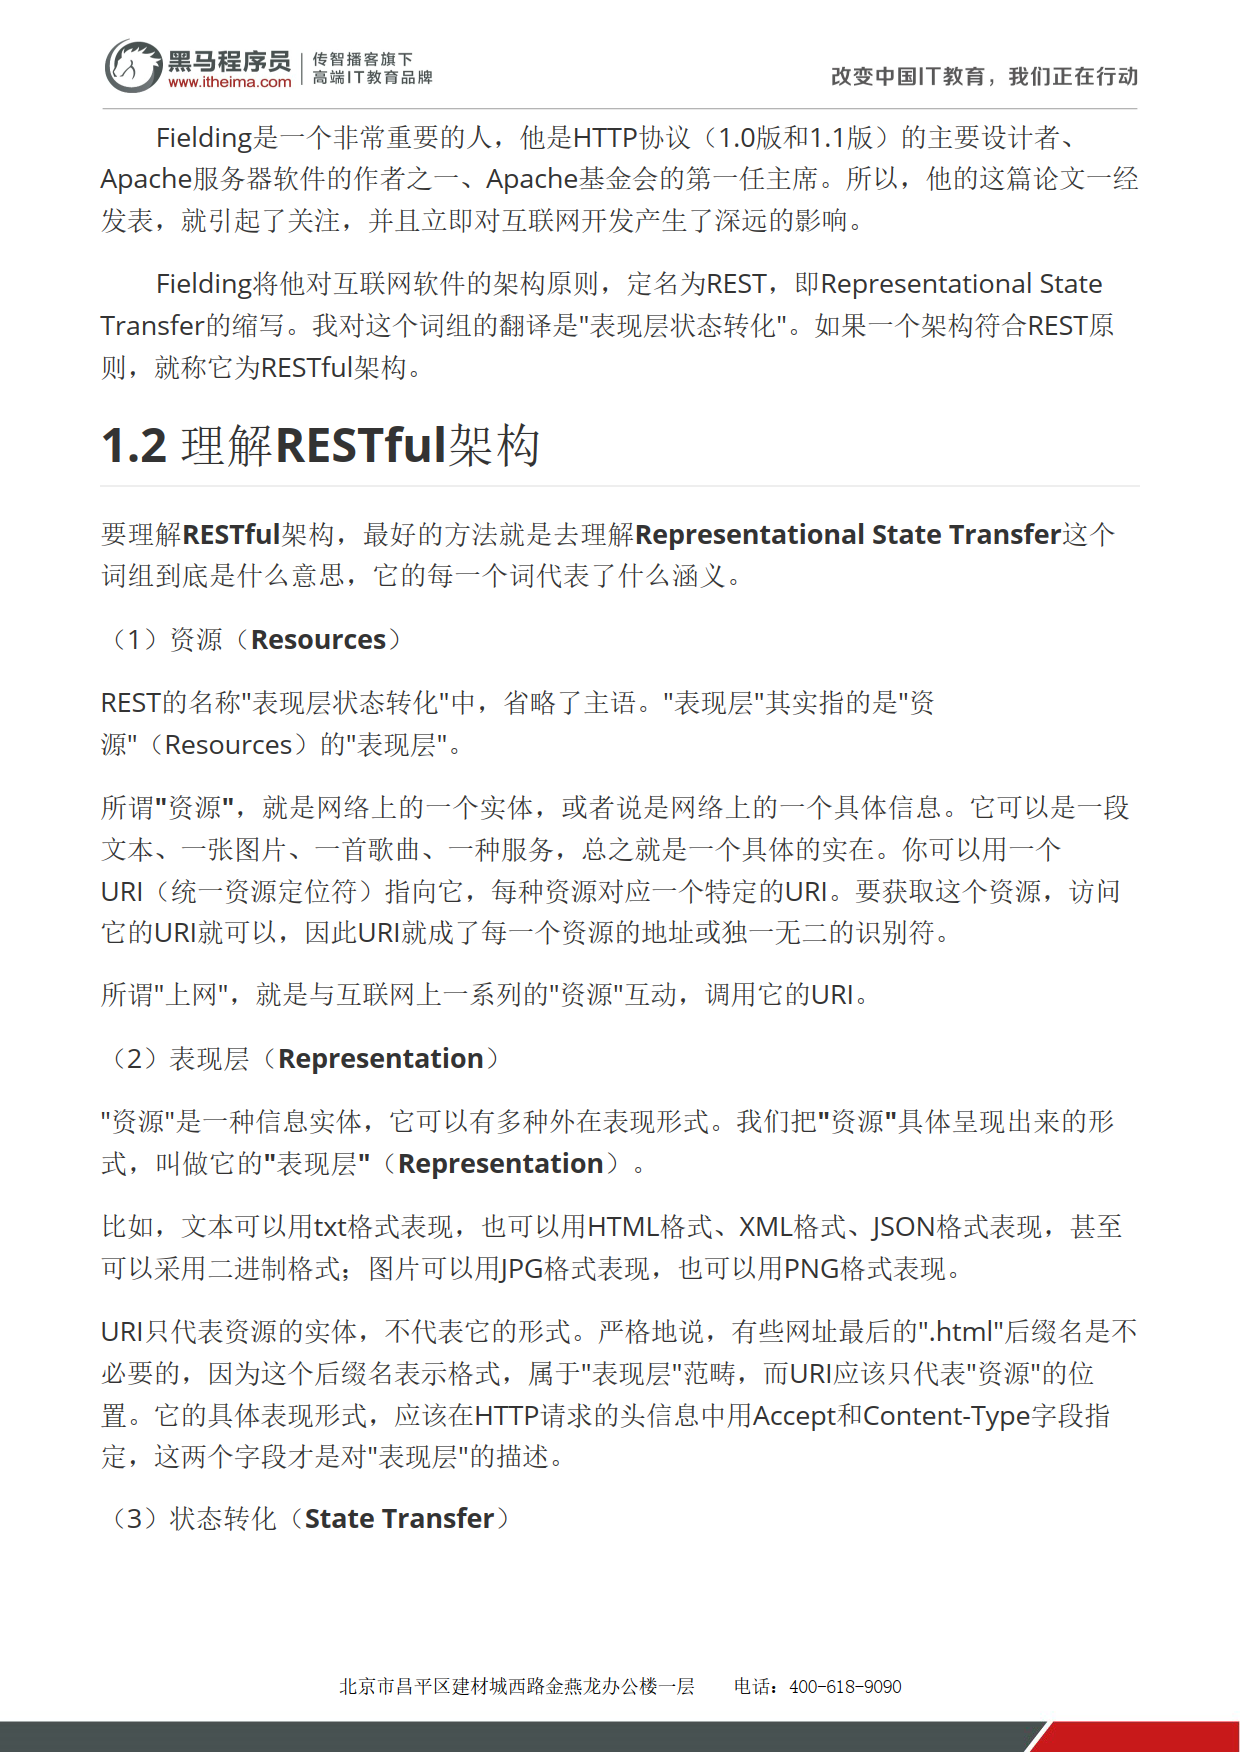 黑马程序员
www.itheima.com
传智播客旗下
高端IT教育品牌
改变中国IT教育，我们正在行动
Fielding是一个非常重要的人，他是HTTP协议（1.0版和1.1版）的主要设计者、
Apache服务器软件的作者之一、Apache基金会的第一任主席。所以，他的这篇论文一经
发表，就引起了关注，并且立即对互联网开发产生了深远的影响。
Fielding将他对互联网软件的架构原则，定名为REST，即Representational State
Transfer的缩写。我对这个词组的翻译是"表现层状态转化"。如果一个架构符合REST原
则，就称它为RESTful架构。
1.2 理解RESTful架构
要理解RESTful架构，最好的方法就是去理解Representational State Transfer这个
词组到底是什么意思，它的每一个词代表了什么涵义。
（1）资源（Resources）
REST的名称"表现层状态转化"中，省略了主语。"表现层"其实指的是"资
源"（Resources）的"表现层"。
所谓"资源"，就是网络上的一个实体，或者说是网络上的一个具体信息。它可以是一段
文本、一张图片、一首歌曲、一种服务，总之就是一个具体的实在。你可以用一个
URI（统一资源定位符）指向它，每种资源对应一个特定的URI。要获取这个资源，访问
它的URI就可以，因此URI就成了每一个资源的地址或独一无二的识别符。
所谓"上网"，就是与互联网上一系列的"资源"互动，调用它的URI。
（2）表现层（Representation）
"资源"是一种信息实体，它可以有多种外在表现形式。我们把"资源"具体呈现出来的形
式，叫做它的"表现层"（Representation）。
比如，文本可以用txt格式表现，也可以用HTML格式、XML格式、JSON格式表现，甚至
可以采用二进制格式；图片可以用JPG格式表现，也可以用PNG格式表现。
URI只代表资源的实体，不代表它的形式。严格地说，有些网址最后的".html"后缀名是不
必要的，因为这个后缀名表示格式，属于"表现层"范畴，而URI应该只代表"资源"的位
置。它的具体表现形式，应该在HTTP请求的头信息中用Accept和Content-Type字段指
定，这两个字段才是对"表现层"的描述。
（3）状态转化（State Transfer）
北京市昌平区建材城西路金燕龙办公楼一层 电话：400-618-9090